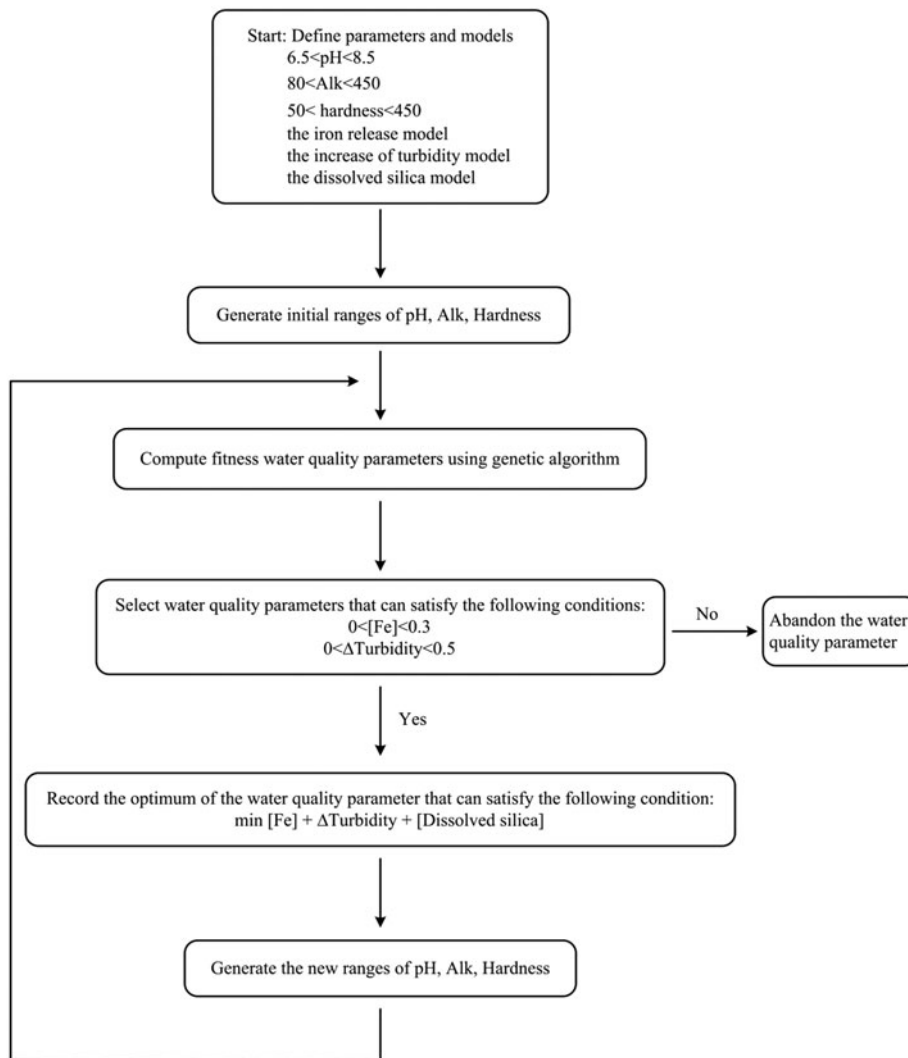 Start: Define parameters and models
6.5<pH<8.5
80<Alk<450
50< hardness<450
the iron release model
the increase of turbidity model
the dissolved silica model
Generate initial ranges of pH, Alk, Hardness
Compute fitness water quality parameters using genetic algorithm
Select water quality parameters that can satisfy the following conditions:
0<[Fe]<0.3
0<ΔTurbidity<0.5
No
Abandon the water
quality parameter
Yes
Record the optimum of the water quality parameter that can satisfy the following condition:
min [Fe] + ΔTurbidity + [Dissolved silica]
Generate the new ranges of pH, Alk, Hardness